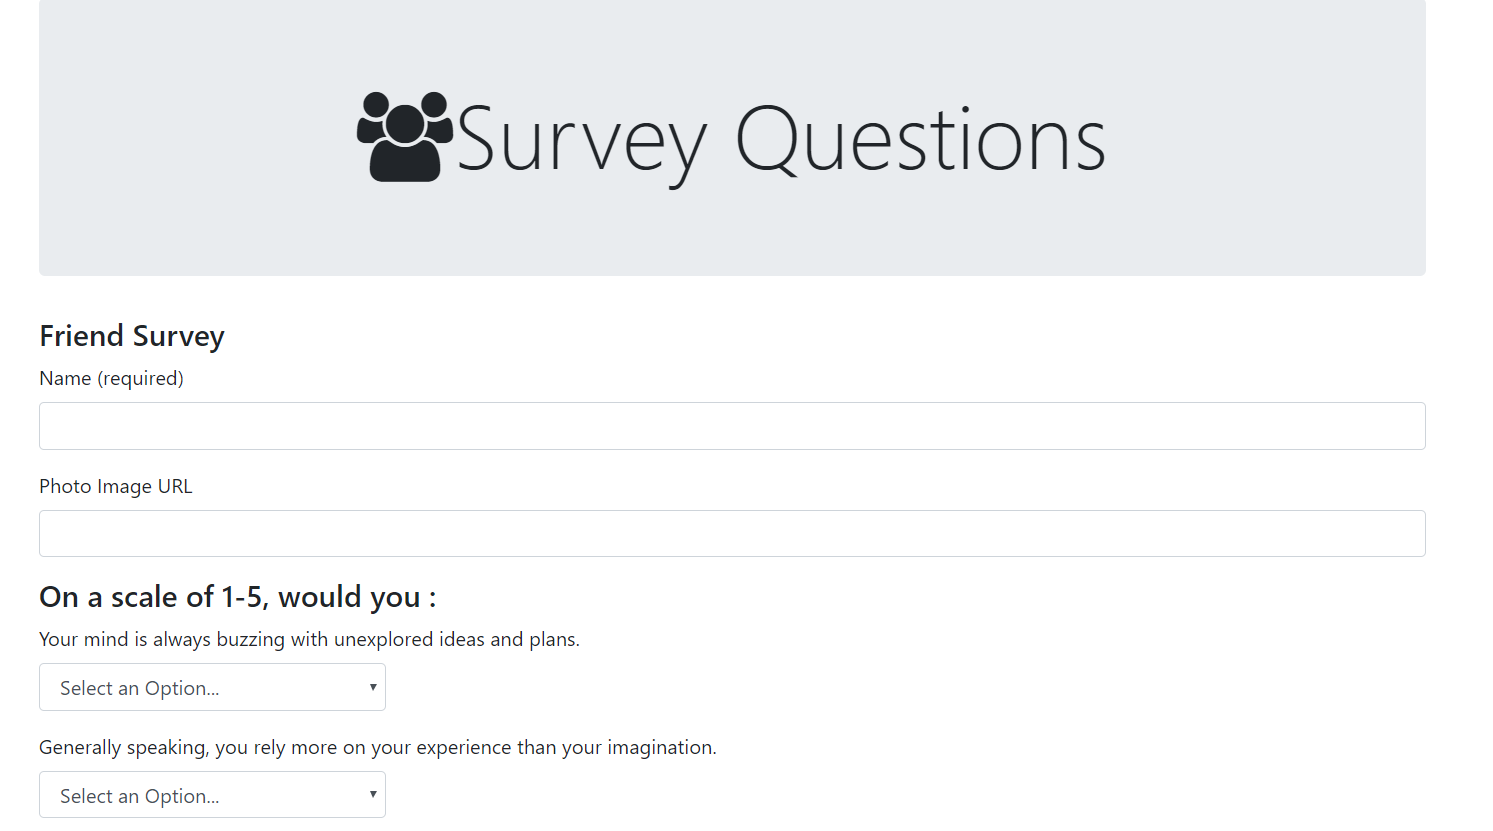 Survey Questions
Friend Survey
Name (required)
Photo Image URL
On a scale of 1-5, would you :
Your mind is always buzzing with unexplored ideas and plans.
Select an Option...
Generally speaking, you rely more on your experience than your imagination.
Select an Option...